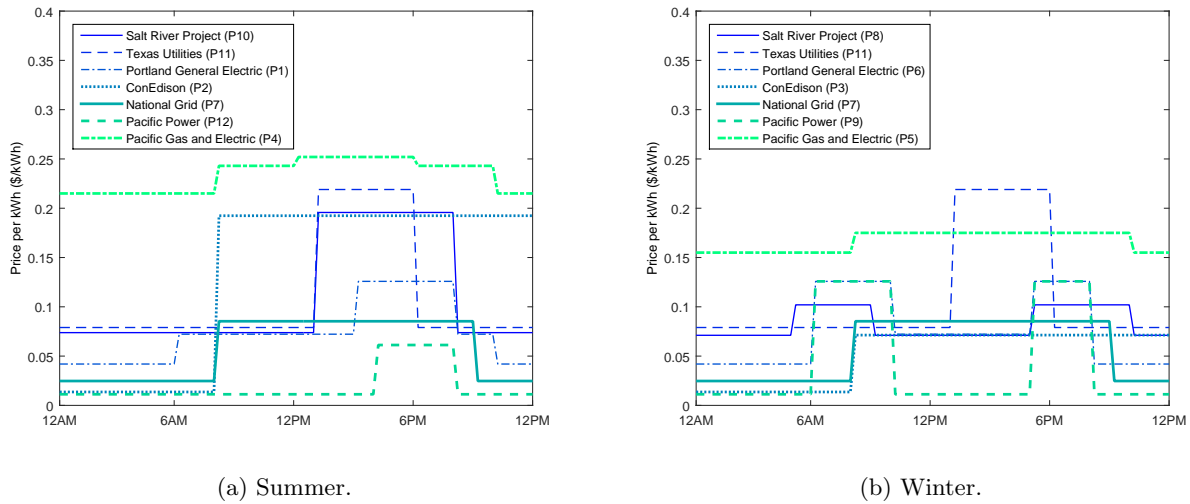 0.4
0.35
0.3
0.25
0.2
0.15
0.1
0.05
0
Price per kWh ($/kWh)
Salt River Project (P10)
Texas Utilities (P11)
Portland General Electric (P1)
ConEdison (P2)
National Grid (P7)
Pacific Power (P12)
Pacific Gas and Electric (P4)
12AM 6AM 12PM 6PM 12PM
(a) Summer.
0.4
0.35
0.3
0.25
0.2
0.15
0.1
0.05
0
Price per kWh ($/kWh)
Salt River Project (P8)
Texas Utilities (P11)
Portland General Electric (P6)
ConEdison (P3)
National Grid (P7)
Pacific Power (P9)
Pacific Gas and Electric (P5)
12AM 6AM 12PM 6PM 12PM
(b) Winter.